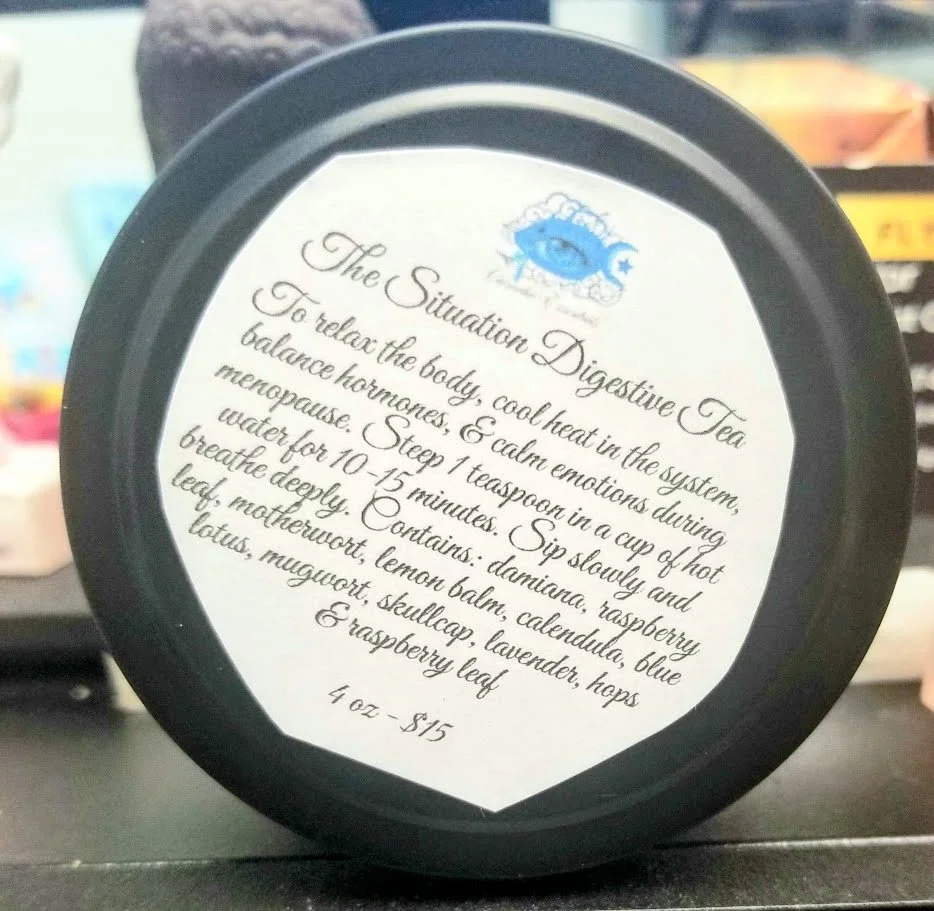 The Situation Digestive Tea
To relax the body, cool heat in the system,
balance hormones, & calm emotions during
menopause. Steep 1 teaspoon in a cup of hot
water for 10-15 minutes. Sip slowly and
breathe deeply. Contains: damiana, raspberry
leaf, motherwort, lemon balm, calendula, blue
lotus, mugwort, skullcap, lavender, hops
& raspberry leaf
4 oz - $15